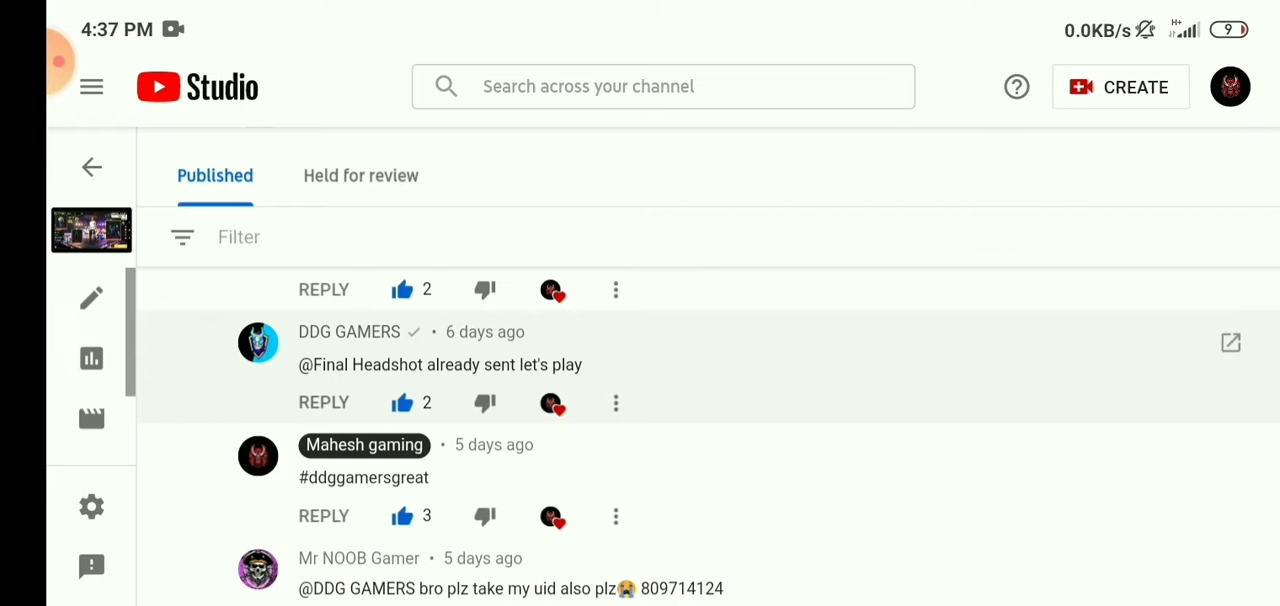 4:37 PM
0.0KB/s H+ 9
Studio
Search across your channel
CREATE
Published
Held for review
Filter
REPLY 2
DDG GAMERS • 6 days ago
@Final Headshot already sent let's play
REPLY 2
Mahesh gaming • 5 days ago
#ddggamersgreat
REPLY 3
Mr NOOB Gamer • 5 days ago
@DDG GAMERS bro plz take my uid also plz😭 809714124